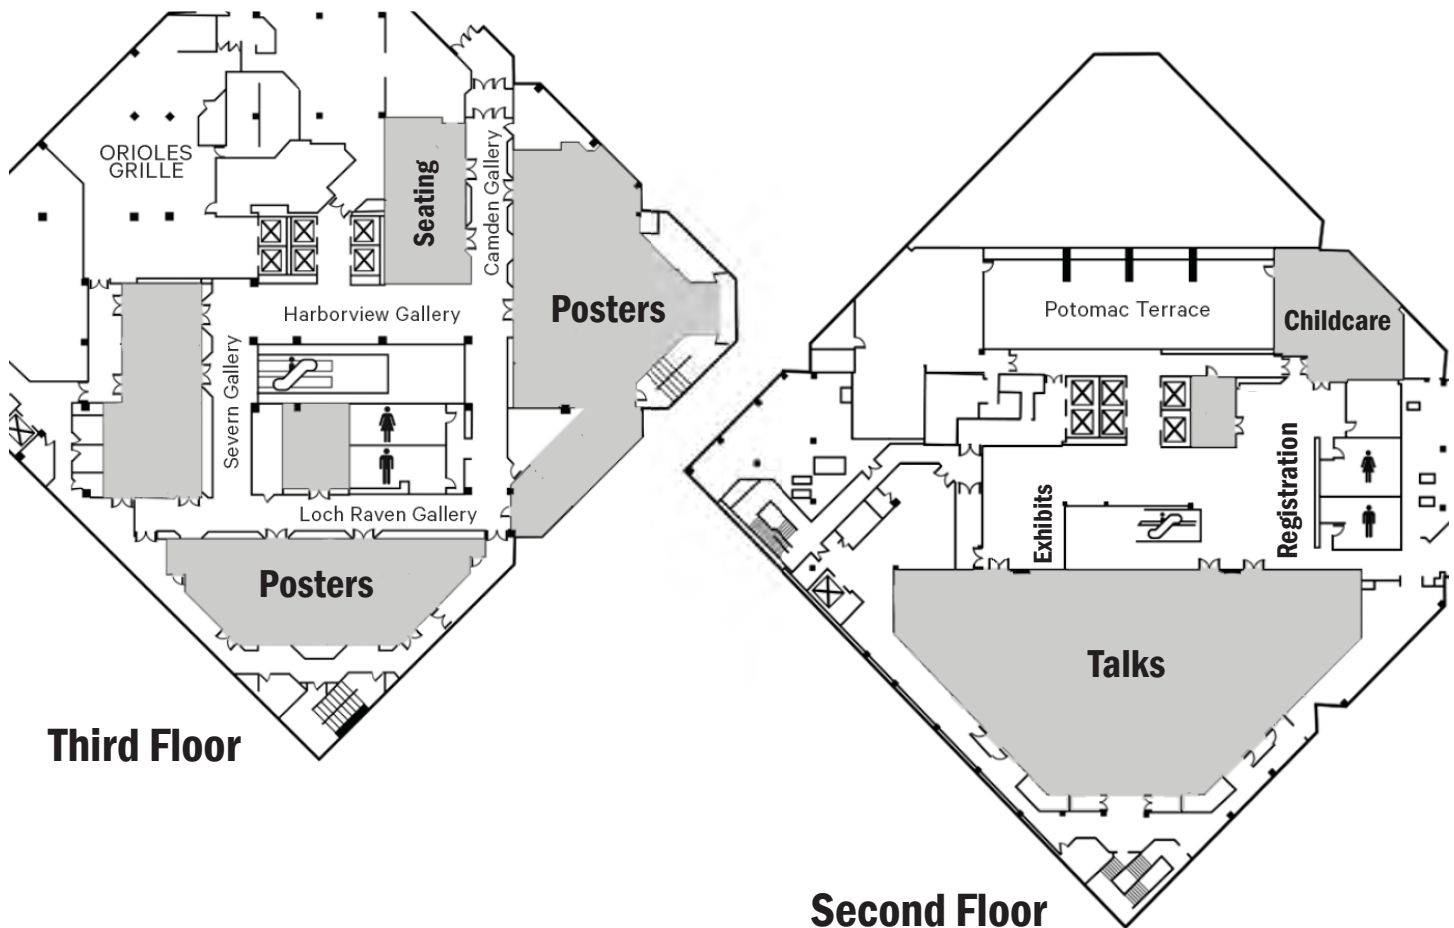 ORIOLES
GRILLE
Seating
Camden Gallery
Posters
Harborview Gallery
Severn Gallery
Loch Raven Gallery
Posters
Third Floor
Potomac Terrace
Childcare
Exhibits
Registration
Talks
Second Floor